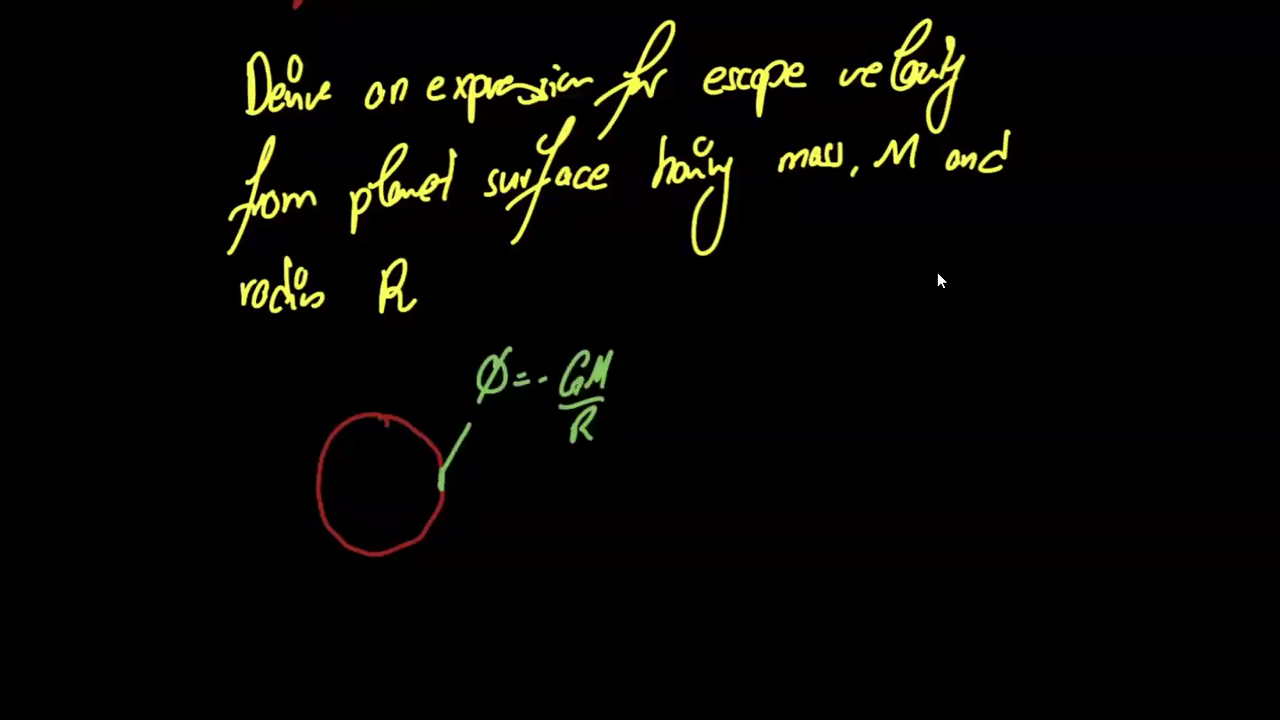 Derive an expression for escape velocity
from planet surface having mass, M and
radius R
Ø = - GM/R